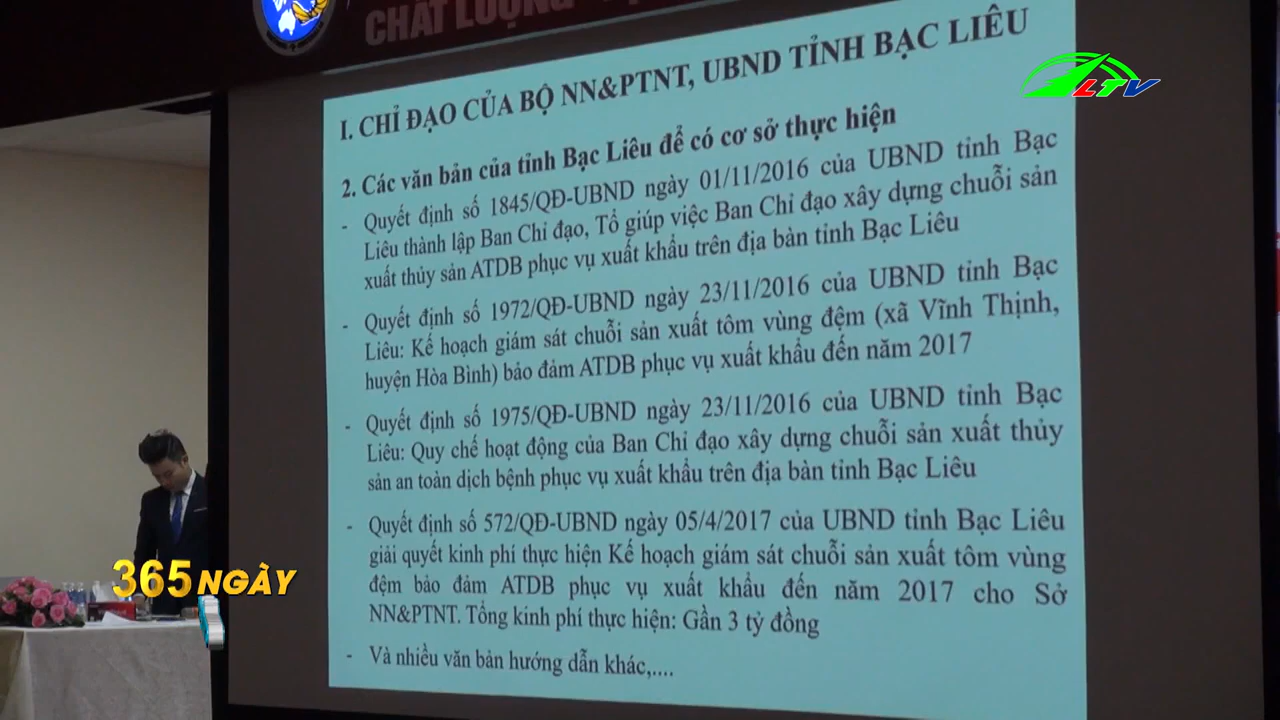 CHẤT LƯỢNG
LTV
I. CHỈ ĐẠO CỦA BỘ NN&PTNT, UBND TỈNH BẠC LIÊU
2. Các văn bản của tỉnh Bạc Liêu để có cơ sở thực hiện
- Quyết định số 1845/QĐ-UBND ngày 01/11/2016 của UBND tỉnh Bạc
Liêu thành lập Ban Chỉ đạo, Tổ giúp việc Ban Chỉ đạo xây dựng chuỗi sản
xuất thủy sản ATDB phục vụ xuất khẩu trên địa bàn tỉnh Bạc Liêu
- Quyết định số 1972/QĐ-UBND ngày 23/11/2016 của UBND tỉnh Bạc
Liêu: Kế hoạch giám sát chuỗi sản xuất tôm vùng đệm (xã Vĩnh Thịnh,
huyện Hòa Bình) bảo đảm ATDB phục vụ xuất khẩu đến năm 2017
- Quyết định số 1975/QĐ-UBND ngày 23/11/2016 của UBND tỉnh Bạc
Liêu: Quy chế hoạt động của Ban Chỉ đạo xây dựng chuỗi sản xuất thủy
sản an toàn dịch bệnh phục vụ xuất khẩu trên địa bàn tỉnh Bạc Liêu
- Quyết định số 572/QĐ-UBND ngày 05/4/2017 của UBND tỉnh Bạc Liêu
giải quyết kinh phí thực hiện Kế hoạch giám sát chuỗi sản xuất tôm vùng
đệm bảo đảm ATDB phục vụ xuất khẩu đến năm 2017 cho Sở
NN&PTNT. Tổng kinh phí thực hiện: Gần 3 tỷ đồng
- Và nhiều văn bản hướng dẫn khác,....
365 NGÀY